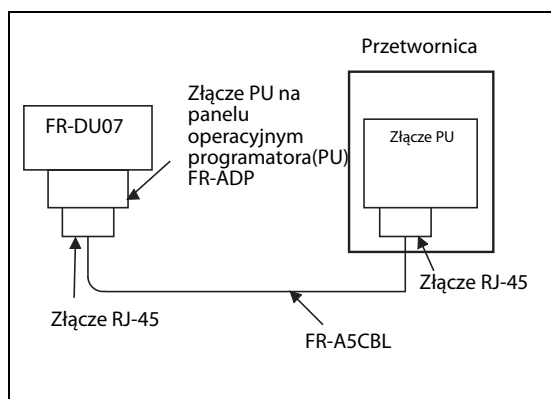 Przetwornica
FR-DU07
Złącze PU na
panelu
operacyjnym
programatora(PU)
FR-ADP
Złącze PU
Złącze RJ-45
Złącze RJ-45
FR-A5CBL